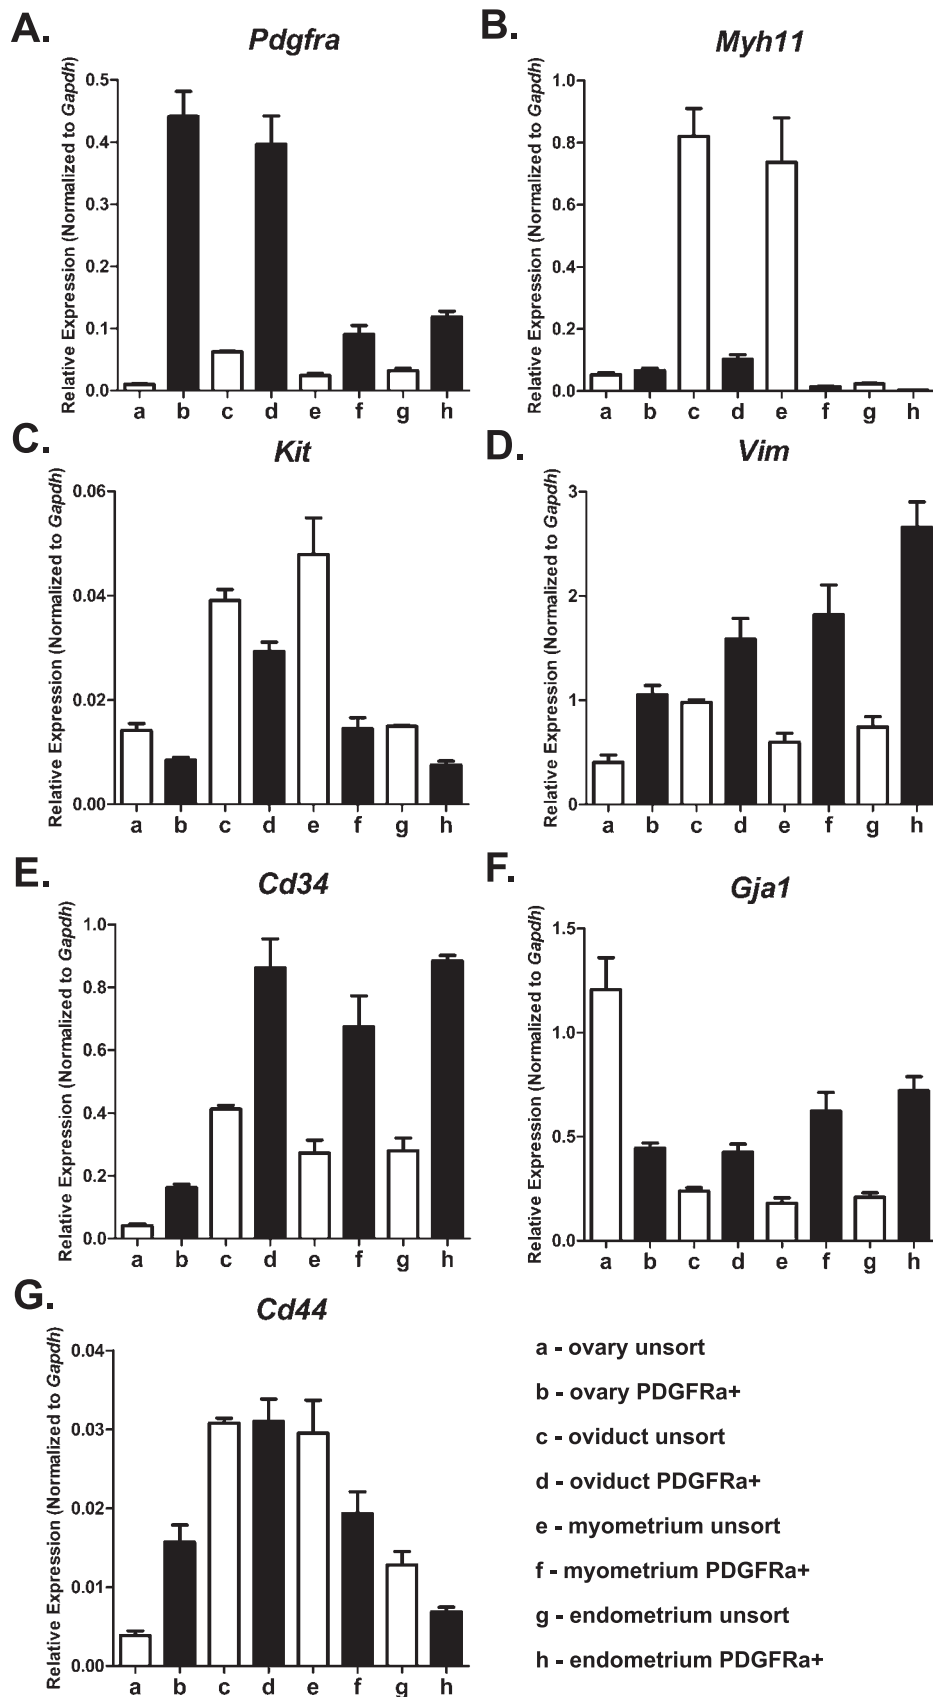 A.
Pdgfra
Relative Expression (Normalized to Gapdh)
0.5
0.4
0.3
0.2
0.1
0.0
a b c d e f g h
B.
Myh11
Relative Expression (Normalized to Gapdh)
1.0
0.8
0.6
0.4
0.2
0.0
a b c d e f g h
C.
Kit
Relative Expression (Normalized to Gapdh)
0.06
0.04
0.02
0.00
a b c d e f g h
D.
Vim
Relative Expression (Normalized to Gapdh)
3
2
1
0
a b c d e f g h
E.
Cd34
Relative Expression (Normalized to Gapdh)
1.0
0.8
0.6
0.4
0.2
0.0
a b c d e f g h
F.
Gja1
Relative Expression (Normalized to Gapdh)
1.5
1.0
0.5
0.0
a b c d e f g h
G.
Cd44
Relative Expression (Normalized to Gapdh)
0.04
0.03
0.02
0.01
0.00
a b c d e f g h
a - ovary unsort
b - ovary PDGFRa+
c - oviduct unsort
d - oviduct PDGFRa+
e - myometrium unsort
f - myometrium PDGFRa+
g - endometrium unsort
h - endometrium PDGFRa+